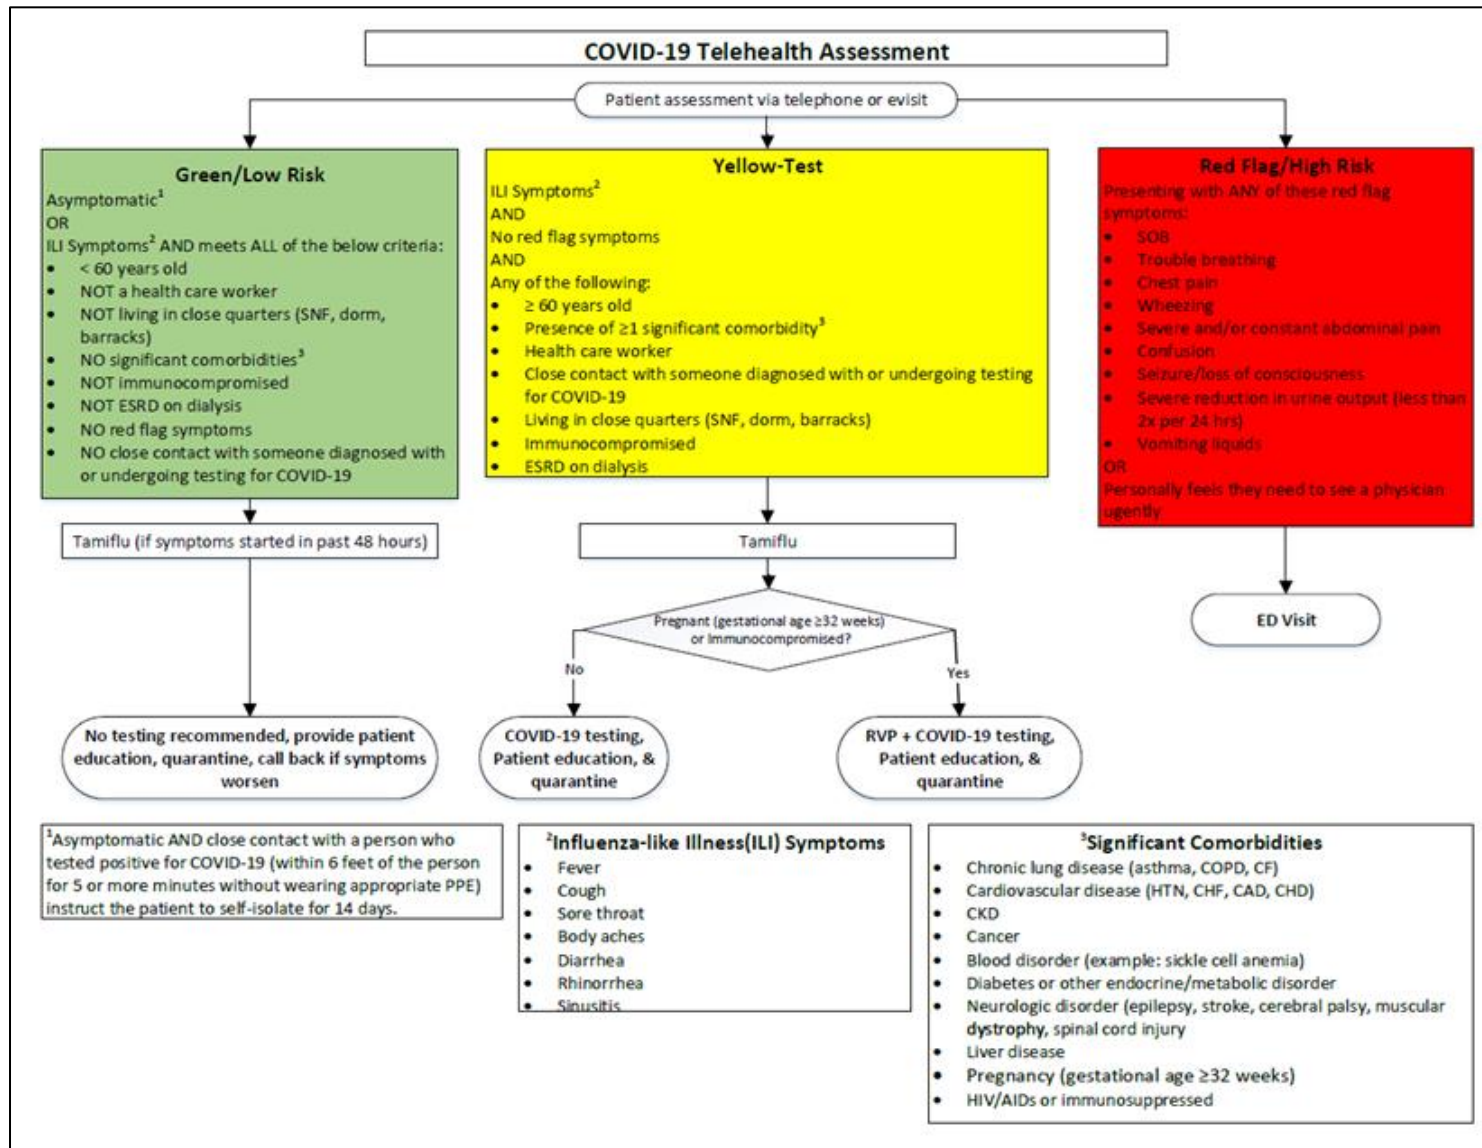 COVID-19 Telehealth Assessment
Patient assessment via telephone or evisit
Green/Low Risk
Asymptomatic¹
OR
ILI Symptoms² AND meets ALL of the below criteria:
• < 60 years old
• NOT a health care worker
• NOT living in close quarters (SNF, dorm,
barracks)
• NO significant comorbidities³
• NOT immunocompromised
• NOT ESRD on dialysis
• NO red flag symptoms
• NO close contact with someone diagnosed with
or undergoing testing for COVID-19
Tamiflu (if symptoms started in past 48 hours)
No testing recommended, provide patient
education, quarantine, call back if symptoms
worsen
Yellow-Test
ILI Symptoms²
AND
No red flag symptoms
AND
Any of the following:
• ≥ 60 years old
• Presence of ≥1 significant comorbidity³
• Health care worker
• Close contact with someone diagnosed with or undergoing testing
for COVID-19
• Living in close quarters (SNF, dorm, barracks)
• Immunocompromised
• ESRD on dialysis
Tamiflu
Pregnant (gestational age ≥32 weeks)
or Immunocompromised?
No
Yes
COVID-19 testing,
Patient education, &
quarantine
RVP + COVID-19 testing,
Patient education, &
quarantine
Red Flag/High Risk
Presenting with ANY of these red flag
symptoms:
• SOB
• Trouble breathing
• Chest pain
• Wheezing
• Severe and/or constant abdominal pain
• Confusion
• Seizure/loss of consciousness
• Severe reduction in urine output (less than
2x per 24 hrs)
• Vomiting liquids
OR
Personally feels they need to see a physician
ugently
ED Visit
¹Asymptomatic AND close contact with a person who
tested positive for COVID-19 (within 6 feet of the person
for 5 or more minutes without wearing appropriate PPE)
instruct the patient to self-isolate for 14 days.
²Influenza-like Illness(ILI) Symptoms
• Fever
• Cough
• Sore throat
• Body aches
• Diarrhea
• Rhinorrhea
• Sinusitis
³Significant Comorbidities
• Chronic lung disease (asthma, COPD, CF)
• Cardiovascular disease (HTN, CHF, CAD, CHD)
• CKD
• Cancer
• Blood disorder (example: sickle cell anemia)
• Diabetes or other endocrine/metabolic disorder
• Neurologic disorder (epilepsy, stroke, cerebral palsy, muscular
dystrophy, spinal cord injury
• Liver disease
• Pregnancy (gestational age ≥32 weeks)
• HIV/AIDs or immunosuppressed